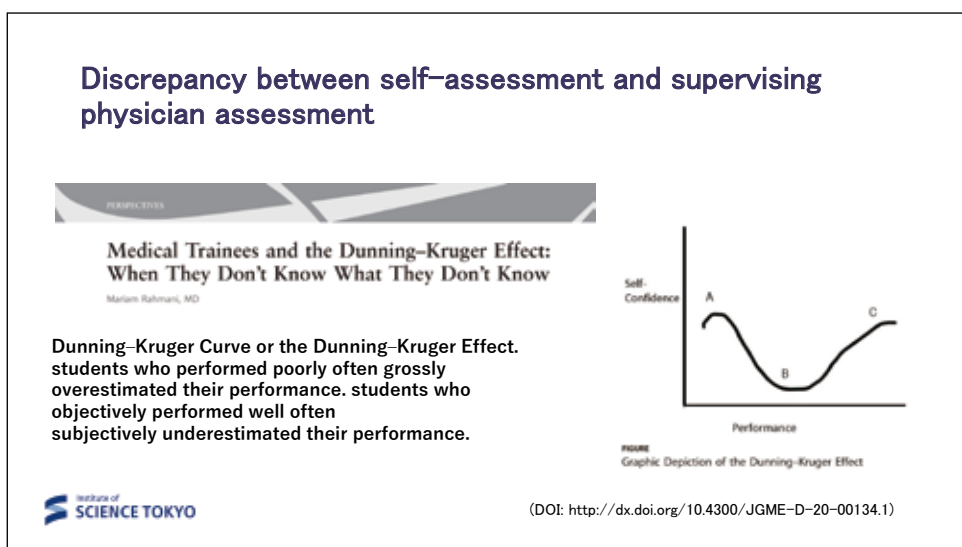 Discrepancy between self-assessment and supervising
physician assessment
PERSPECTIVES
Medical Trainees and the Dunning–Kruger Effect:
When They Don't Know What They Don't Know
Mariam Rahmani, MD
Dunning–Kruger Curve or the Dunning–Kruger Effect.
students who performed poorly often grossly
overestimated their performance. students who
objectively performed well often
subjectively underestimated their performance.
Self-
Confidence
A
B
C
Performance
FIGURE
Graphic Depiction of the Dunning–Kruger Effect
Institute of
SCIENCE TOKYO
(DOI: http://dx.doi.org/10.4300/JGME-D-20-00134.1)